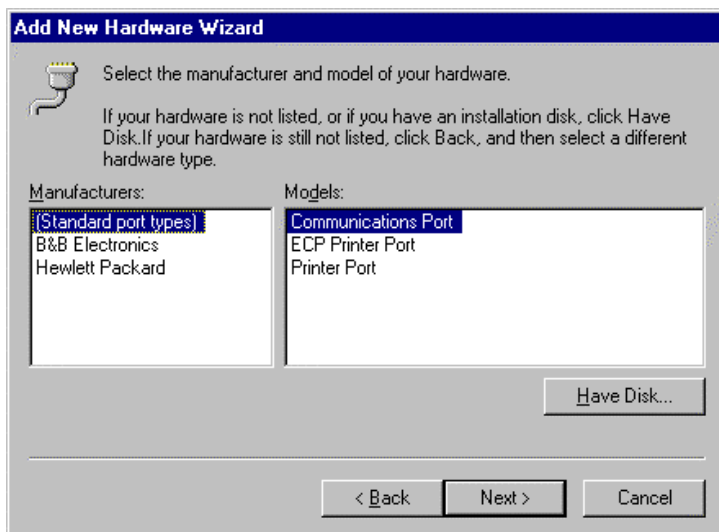 Add New Hardware Wizard
Select the manufacturer and model of your hardware.
If your hardware is not listed, or if you have an installation disk, click Have
Disk.If your hardware is still not listed, click Back, and then select a different
hardware type.
Manufacturers:
(Standard port types)
B&B Electronics
Hewlett Packard
Models:
Communications Port
ECP Printer Port
Printer Port
Have Disk...
< Back
Next >
Cancel